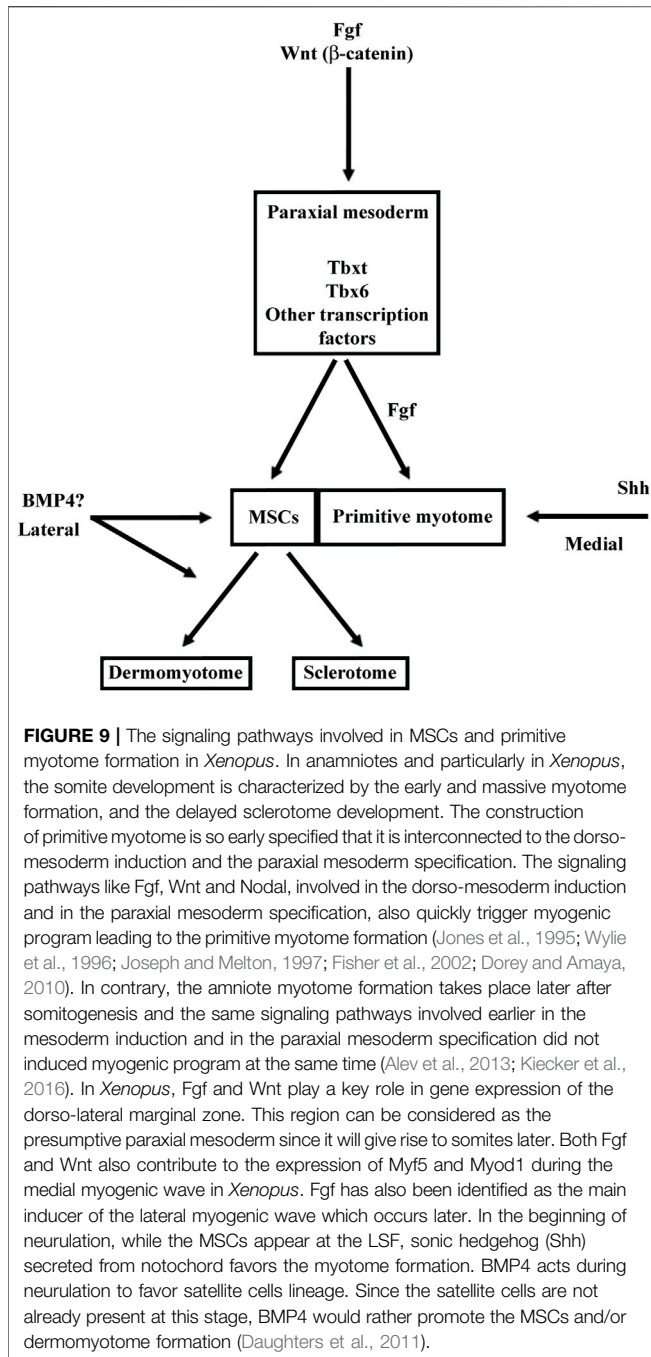 Fgf
Wnt (β-catenin)
Paraxial mesoderm
Tbxt
Tbx6
Other transcription
factors
Fgf
BMP4?
Lateral
MSCs
Primitive myotome
Shh
Medial
Dermomyotome
Sclerotome
FIGURE 9 | The signaling pathways involved in MSCs and primitive
myotome formation in Xenopus. In anamniotes and particularly in Xenopus,
the somite development is characterized by the early and massive myotome
formation, and the delayed sclerotome development. The construction
of primitive myotome is so early specified that it is interconnected to the dorso-
mesoderm induction and the paraxial mesoderm specification. The signaling
pathways like Fgf, Wnt and Nodal, involved in the dorso-mesoderm induction
and in the paraxial mesoderm specification, also quickly trigger myogenic
program leading to the primitive myotome formation (Jones et al., 1995; Wylie
et al., 1996; Joseph and Melton, 1997; Fisher et al., 2002; Dorey and Amaya,
2010). In contrary, the amniote myotome formation takes place later after
somitogenesis and the same signaling pathways involved earlier in the
mesoderm induction and in the paraxial mesoderm specification did not
induced myogenic program at the same time (Alev et al., 2013; Kiecker et al.,
2016). In Xenopus, Fgf and Wnt play a key role in gene expression of the
dorso-lateral marginal zone. This region can be considered as the
presumptive paraxial mesoderm since it will give rise to somites later. Both Fgf
and Wnt also contribute to the expression of Myf5 and Myod1 during the
medial myogenic wave in Xenopus. Fgf has also been identified as the main
inducer of the lateral myogenic wave which occurs later. In the beginning of
neurulation, while the MSCs appear at the LSF, sonic hedgehog (Shh)
secreted from notochord favors the myotome formation. BMP4 acts during
neurulation to favor satellite cells lineage. Since the satellite cells are not
already present at this stage, BMP4 would rather promote the MSCs and/or
dermomyotome formation (Daughters et al., 2011).